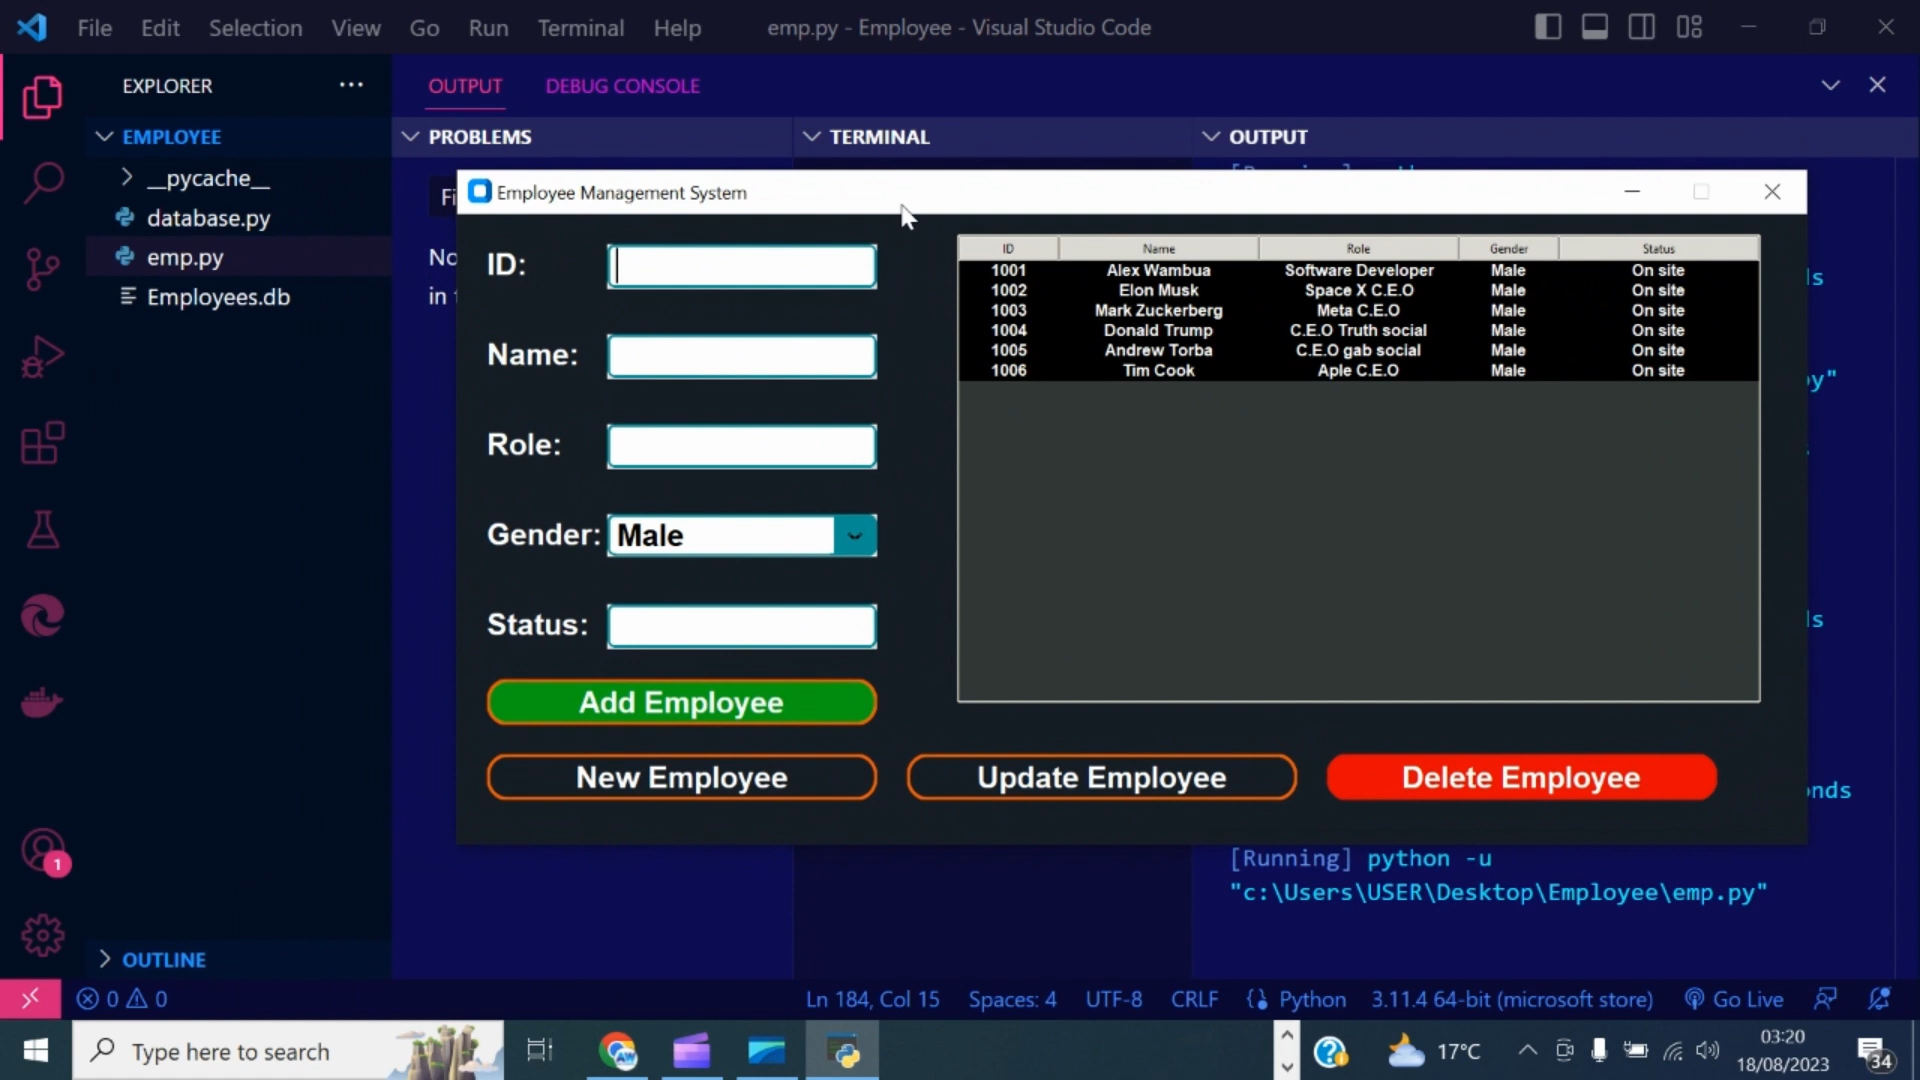 File Edit Selection View Go Run Terminal Help
emp.py - Employee - Visual Studio Code
EXPLORER
OUTPUT DEBUG CONSOLE
EMPLOYEE
PROBLEMS TERMINAL OUTPUT
__pycache__
database.py
emp.py
Employees.db
Employee Management System
ID:
Name:
Role:
Gender: Male
Status:
Add Employee
New Employee Update Employee Delete Employee
ID Name Role Gender Status
1001 Alex Wambua Software Developer Male On site
1002 Elon Musk Space X C.E.O Male On site
1003 Mark Zuckerberg Meta C.E.O Male On site
1004 Donald Trump C.E.O Truth social Male On site
1005 Andrew Torba C.E.O gab social Male On site
1006 Tim Cook Aple C.E.O Male On site
[Running] python -u
"c:\Users\USER\Desktop\Employee\emp.py"
OUTLINE
1
0 0 Ln 184, Col 15 Spaces: 4 UTF-8 CRLF Python 3.11.4 64-bit (microsoft store) Go Live
Type here to search
17°C
03:20
18/08/2023
34